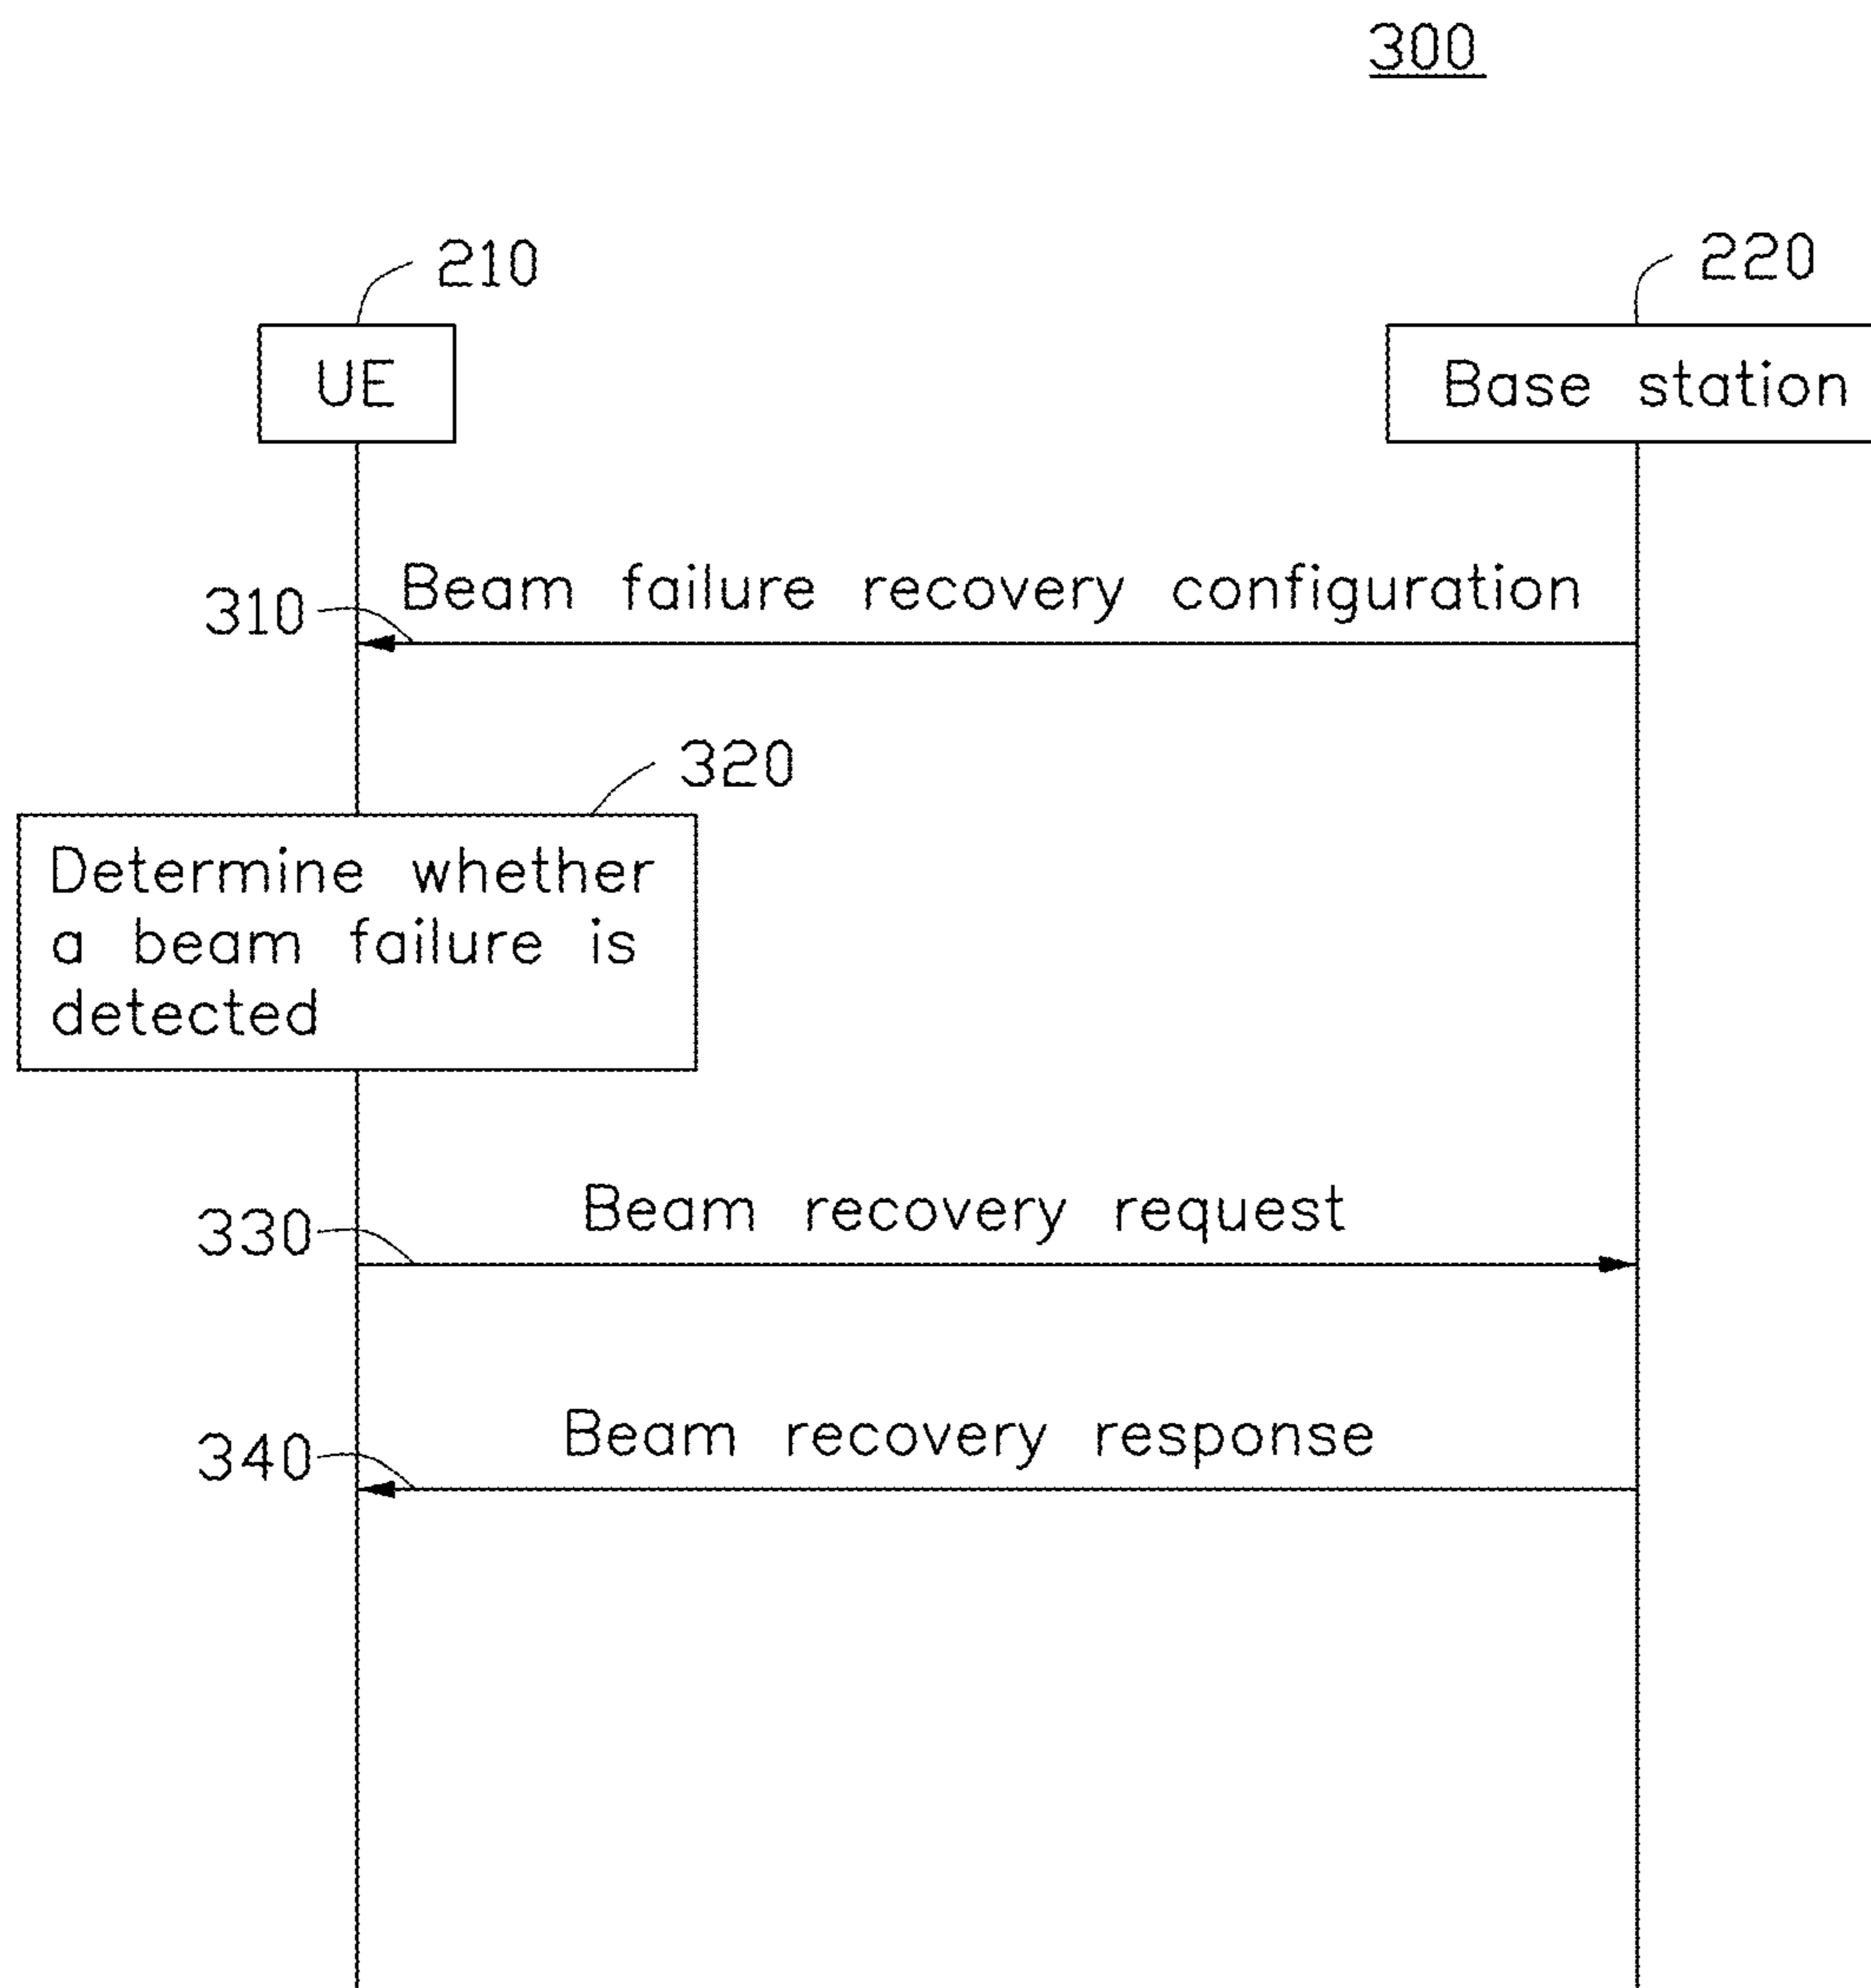 300
210
220
UE
Base station
Beam failure recovery configuration
310
320
Determine whether
a beam failure is
detected
Beam recovery request
330
Beam recovery response
340